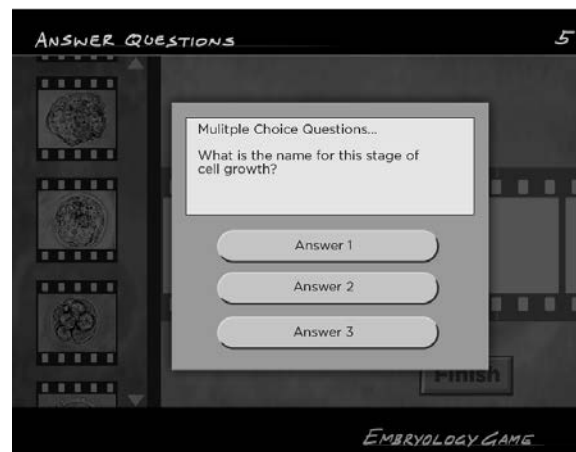 ANSWER QUESTIONS
5
Mulitple Choice Questions...
What is the name for this stage of
cell growth?
Answer 1
Answer 2
Answer 3
Finish
EMBRYOLOGY GAME